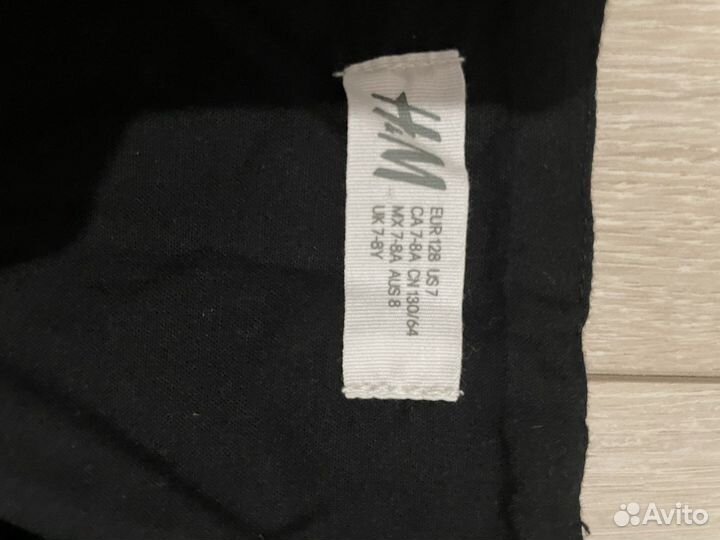 H&M
EUR 128 US 7
CA 7-8A CN 130/64
MX 7-8A AUS 8
UK 7-8Y
Avito